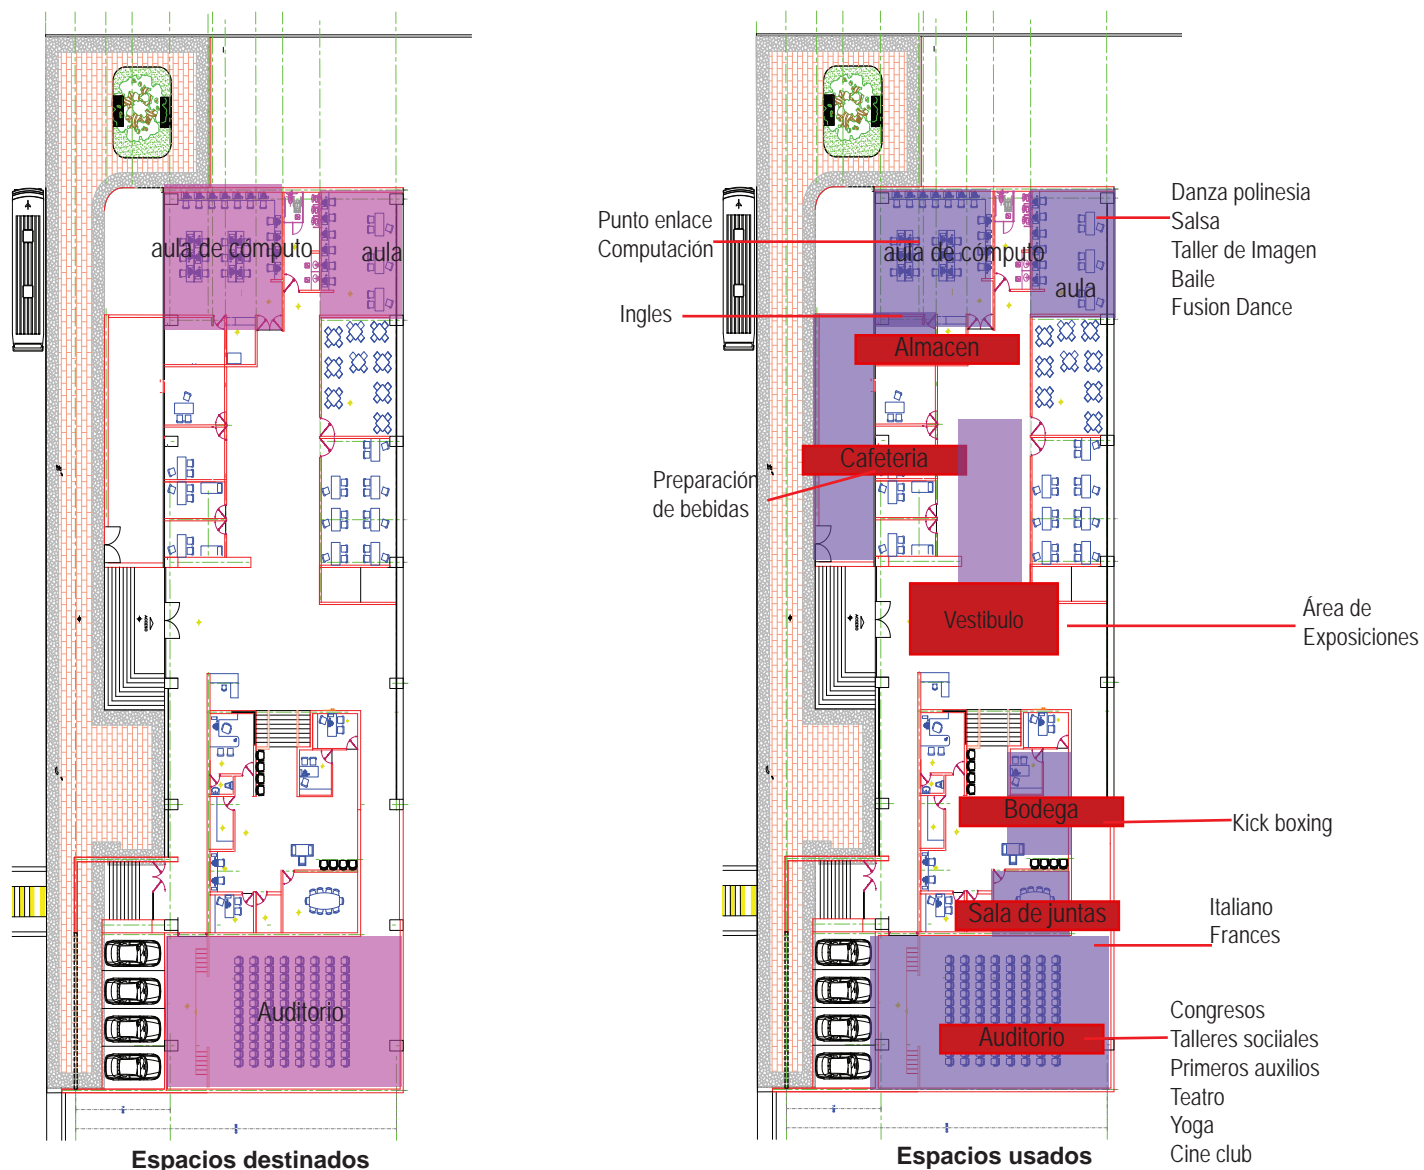 aula de cómputo
aula
Auditorio
Espacios destinados
Punto enlace
Computación
Ingles
Preparación
de bebidas
aula de cómputo
aula
Almacen
Cafeteria
Vestibulo
Bodega
Sala de juntas
Auditorio
Danza polinesia
Salsa
Taller de Imagen
Baile
Fusion Dance
Área de
Exposiciones
Kick boxing
Italiano
Frances
Congresos
Talleres sociiales
Primeros auxilios
Teatro
Yoga
Cine club
Espacios usados